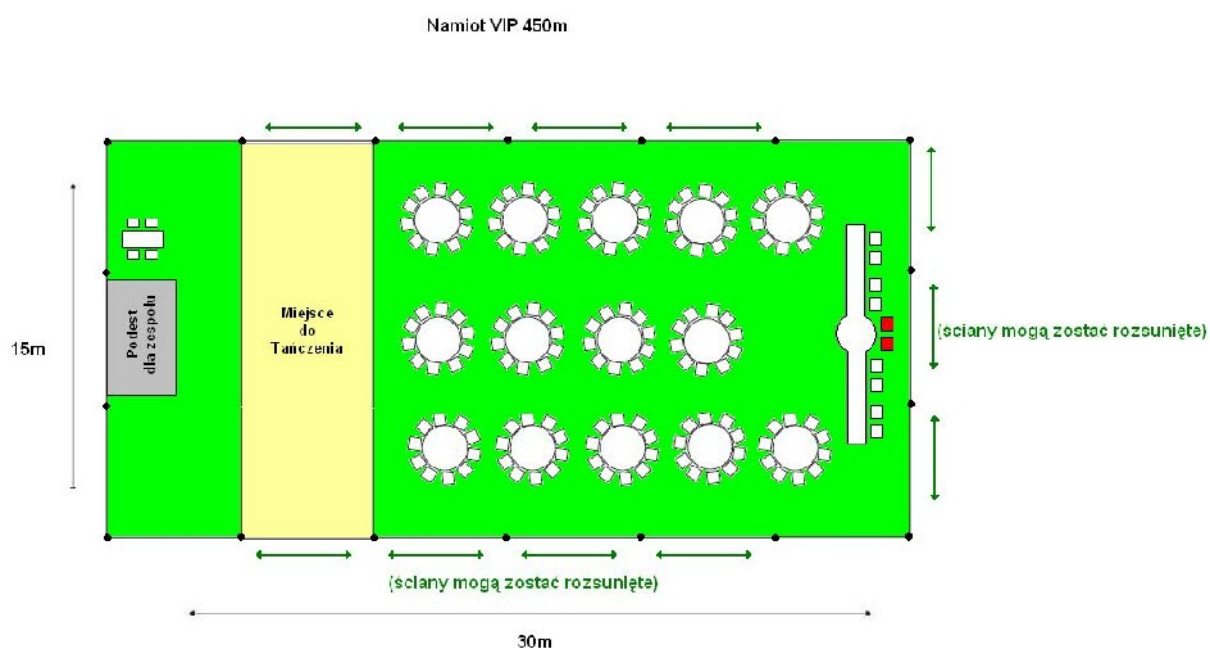 Namiot VIP 450m
Podest
dla zespołu
Miejsce
do
Tańczenia
15m
(ściany mogą zostać rozsunięte)
(ściany mogą zostać rozsunięte)
30m